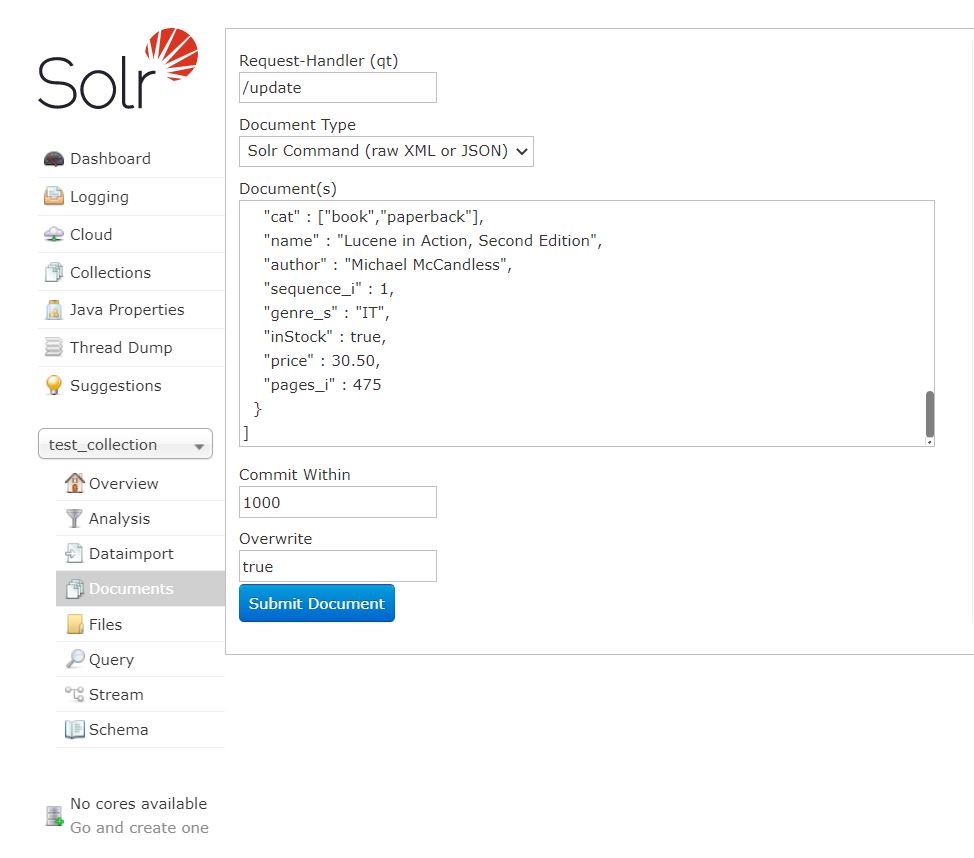 Solr
Dashboard
Logging
Cloud
Collections
Java Properties
Thread Dump
Suggestions
test_collection
Overview
Analysis
Dataimport
Documents
Files
Query
Stream
Schema
No cores available
Go and create one
Request-Handler (qt)
/update
Document Type
Solr Command (raw XML or JSON)
Document(s)
"cat" : ["book","paperback"],
"name" : "Lucene in Action, Second Edition",
"author" : "Michael McCandless",
"sequence_i" : 1,
"genre_s" : "IT",
"inStock" : true,
"price" : 30.50,
"pages_i" : 475
}
]
Commit Within
1000
Overwrite
true
Submit Document